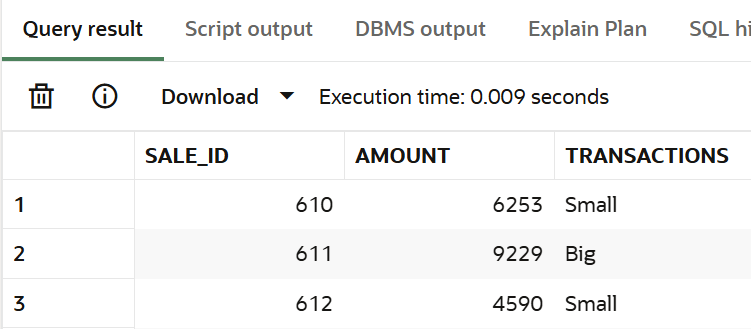 Query result Script output DBMS output Explain Plan SQL hi
Download Execution time: 0.009 seconds
SALE_ID AMOUNT TRANSACTIONS
1 610 6253 Small
2 611 9229 Big
3 612 4590 Small